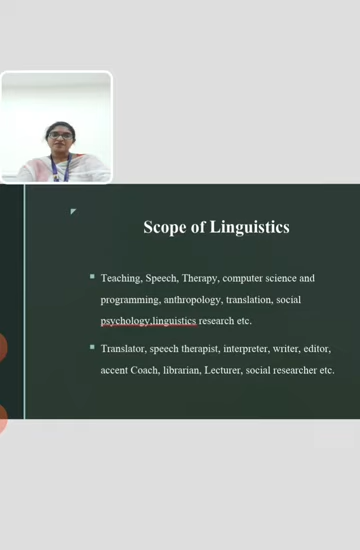 Scope of Linguistics
Teaching, Speech, Therapy, computer science and
programming, anthropology, translation, social
psychology,linguistics research etc.
Translator, speech therapist, interpreter, writer, editor,
accent Coach, librarian, Lecturer, social researcher etc.